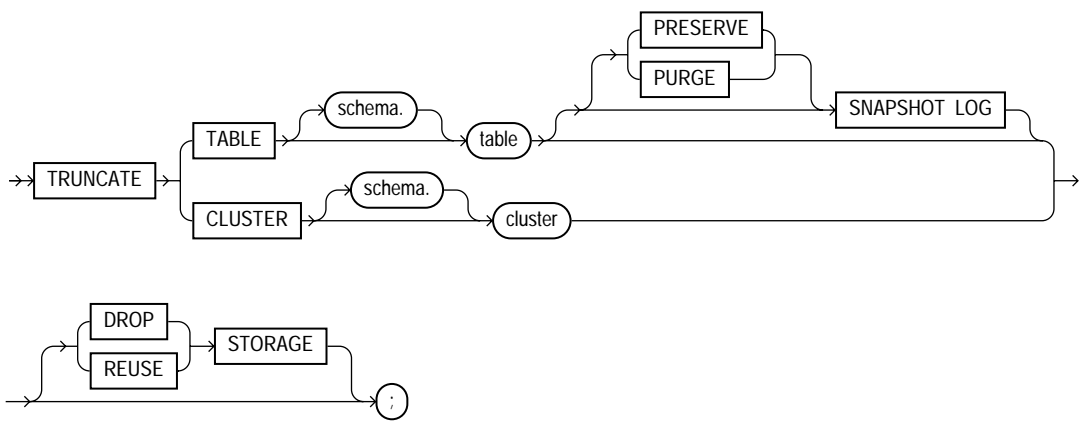 PRESERVE
PURGE
schema.
SNAPSHOT LOG
TABLE
table
TRUNCATE
schema.
CLUSTER
cluster
DROP
STORAGE
REUSE
;